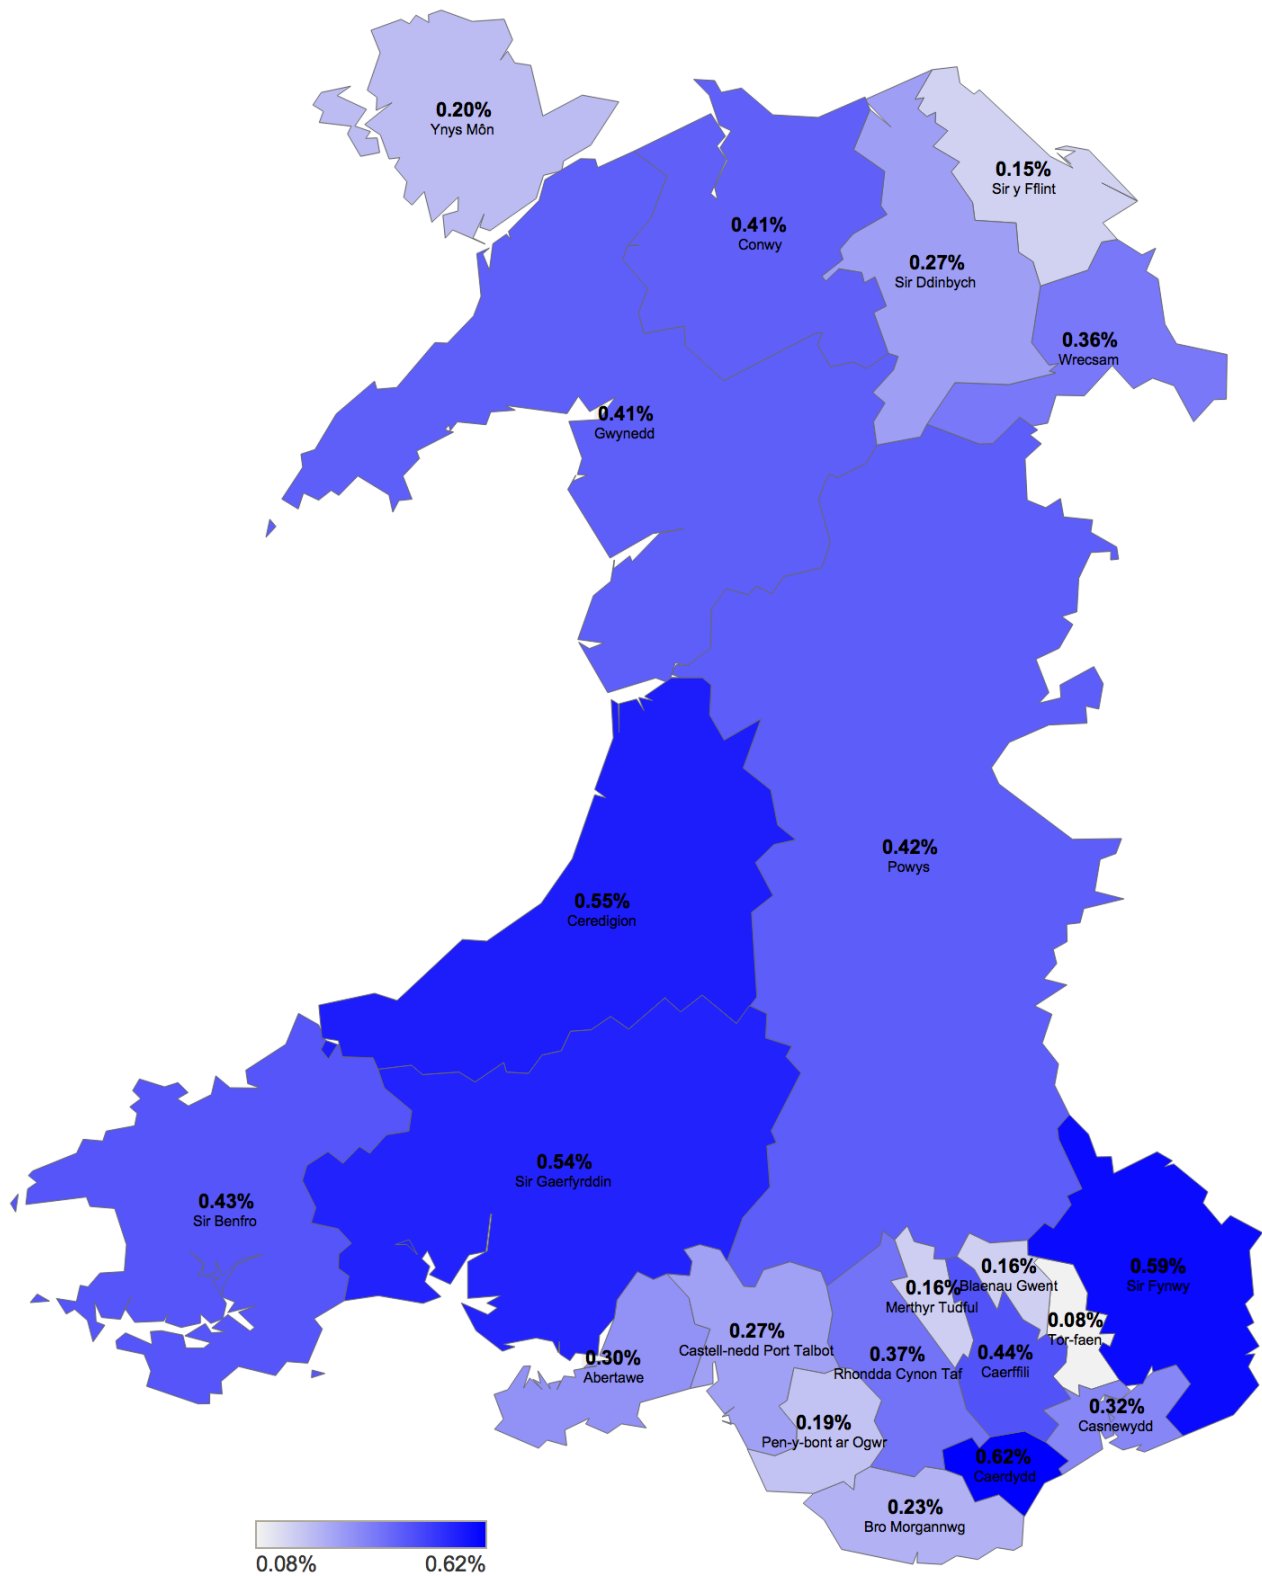 0.20%
Ynys Môn
0.15%
Sir y Fflint
0.41%
Conwy
0.27%
Sir Ddinbych
0.36%
Wrecsam
0.41%
Gwynedd
0.42%
Powys
0.55%
Ceredigion
0.54%
Sir Gaerfyrddin
0.43%
Sir Benfro
0.59%
Sir Fynwy
0.16%
Blaenau Gwent
0.16%
Merthyr Tudful
0.08%
Tor-faen
0.27%
Castell-nedd Port Talbot
0.37%
Rhondda Cynon Taf
0.44%
Caerffili
0.30%
Abertawe
0.32%
Casnewydd
0.19%
Pen-y-bont ar Ogwr
0.62%
Caerdydd
0.23%
Bro Morgannwg
0.08% 0.62%